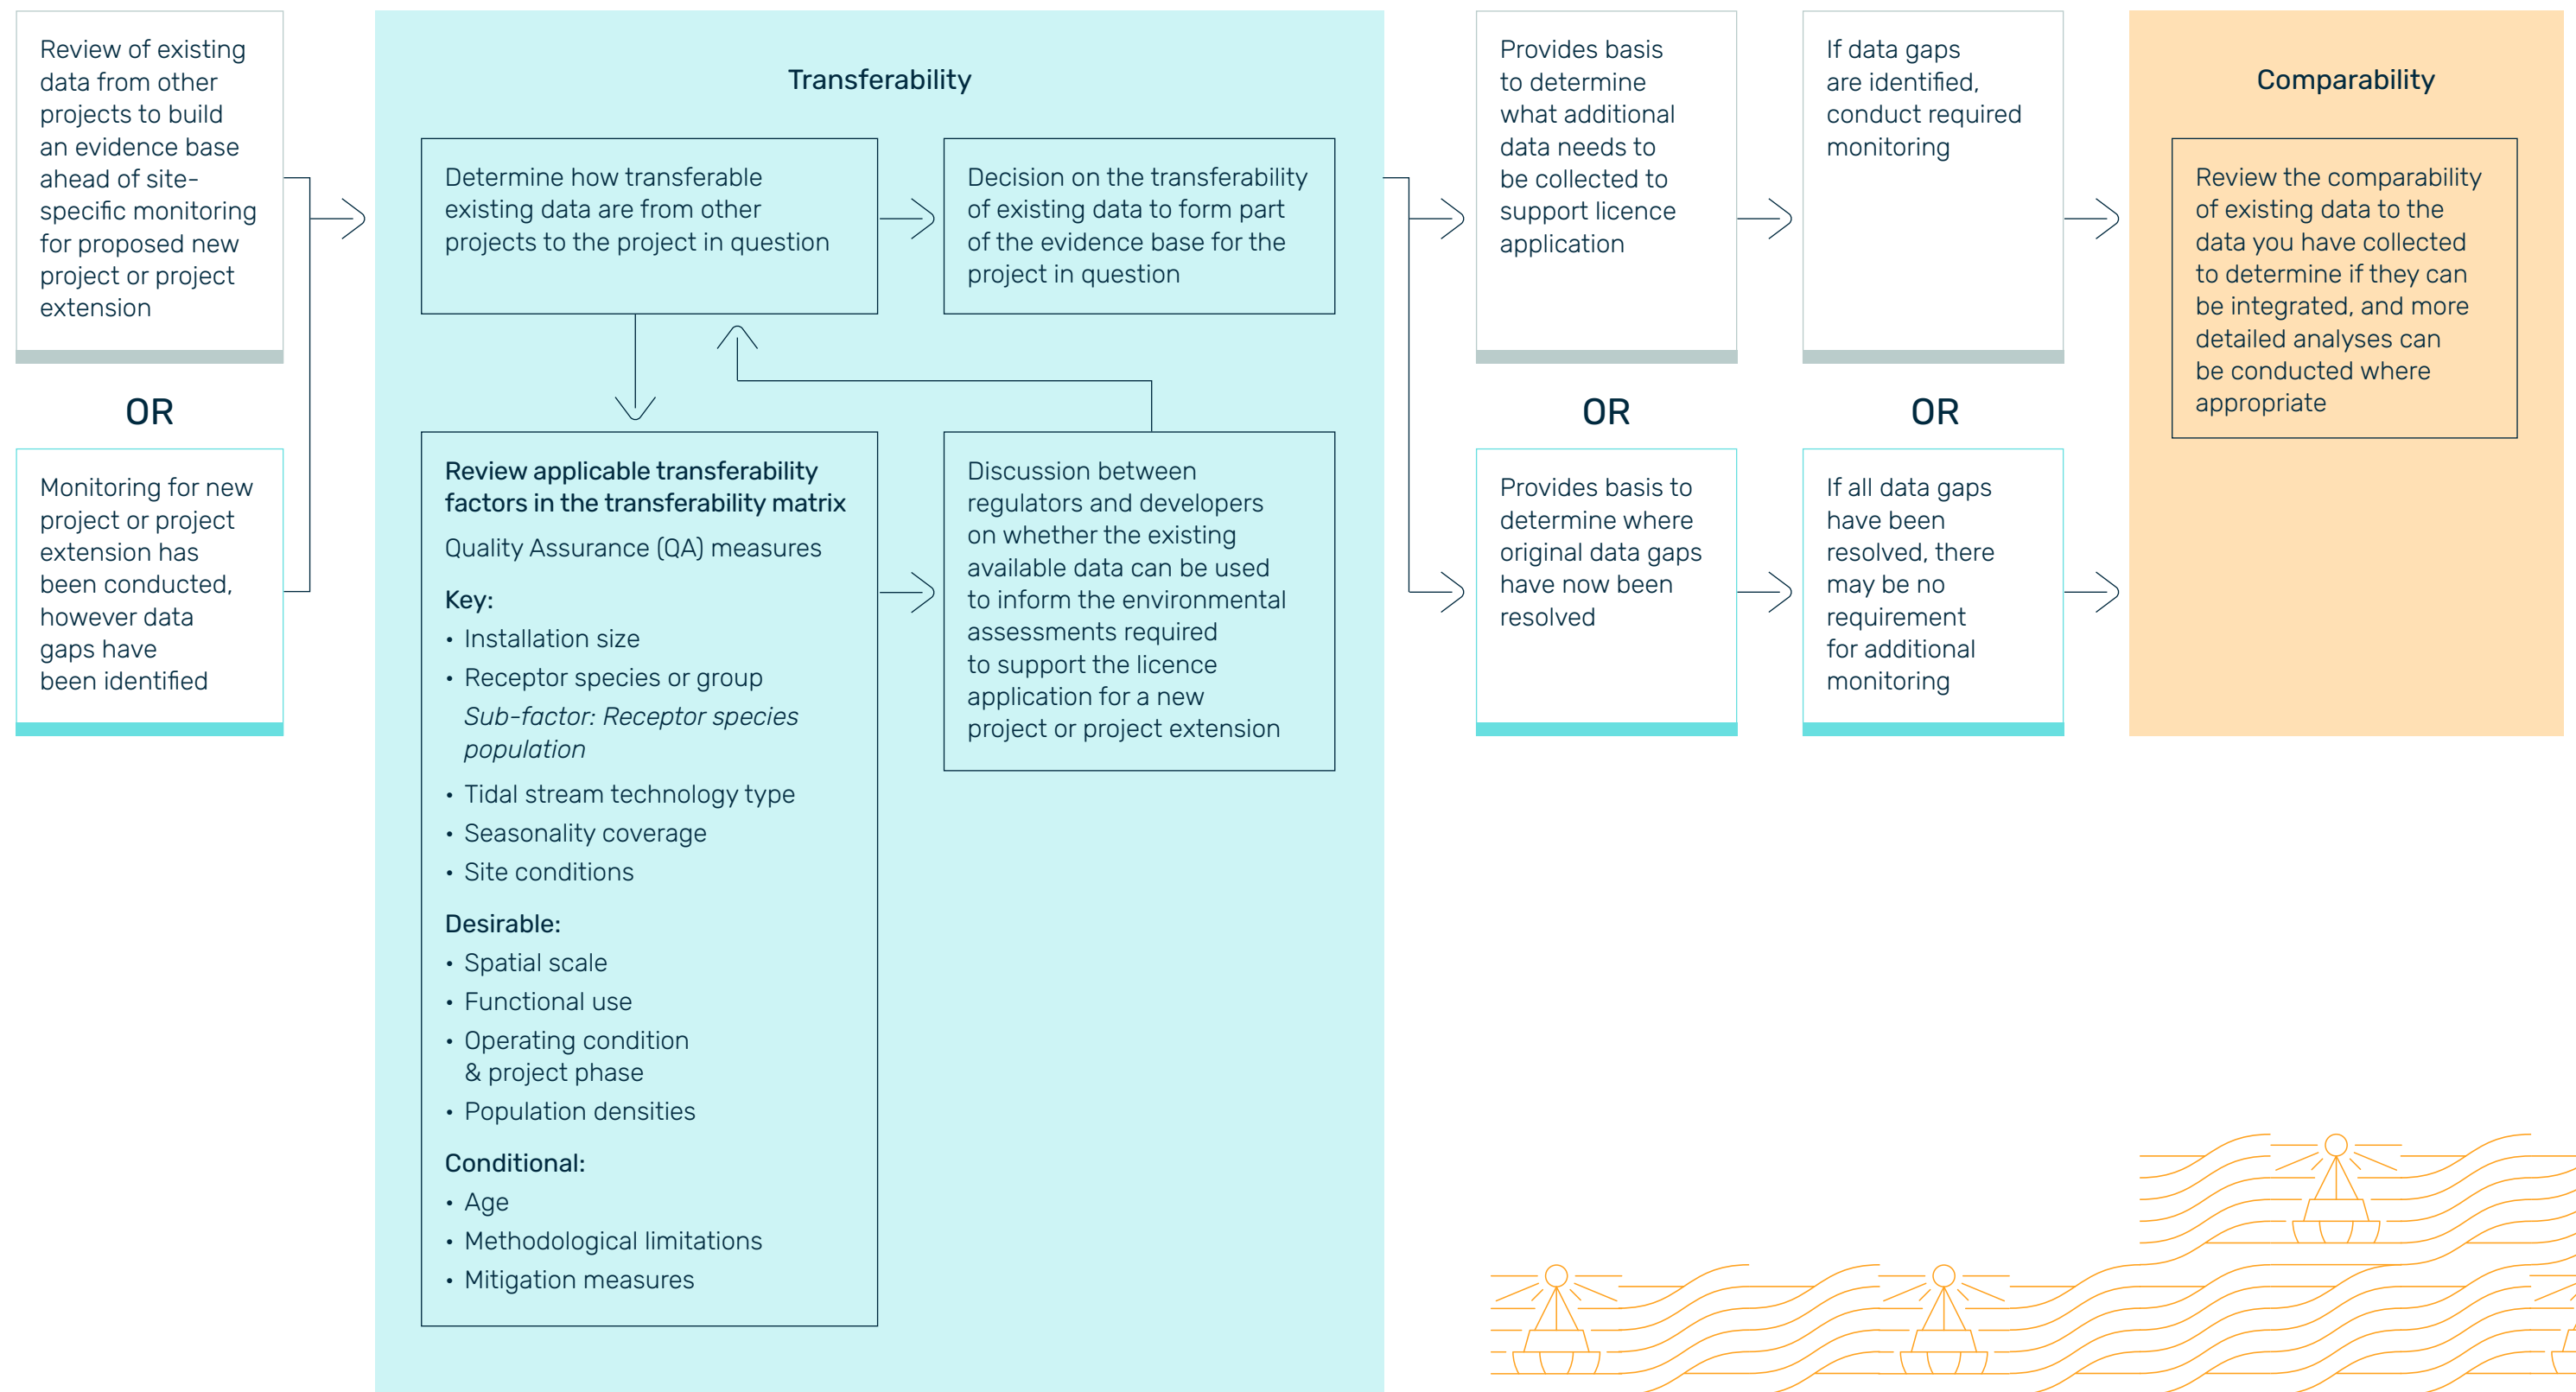 Review of existing
data from other
projects to build
an evidence base
ahead of site-
specific monitoring
for proposed new
project or project
extension
OR
Monitoring for new
project or project
extension has
been conducted,
however data
gaps have
been identified
Transferability
Determine how transferable
existing data are from other
projects to the project in question
Decision on the transferability
of existing data to form part
of the evidence base for the
project in question
Review applicable transferability
factors in the transferability matrix
Quality Assurance (QA) measures
Key:
• Installation size
• Receptor species or group
Sub-factor: Receptor species
population
• Tidal stream technology type
• Seasonality coverage
• Site conditions
Desirable:
• Spatial scale
• Functional use
• Operating condition
& project phase
• Population densities
Conditional:
• Age
• Methodological limitations
• Mitigation measures
Discussion between
regulators and developers
on whether the existing
available data can be used
to inform the environmental
assessments required
to support the licence
application for a new
project or project extension
Provides basis
to determine
what additional
data needs to
be collected to
support licence
application
OR
Provides basis to
determine where
original data gaps
have now been
resolved
If data gaps
are identified,
conduct required
monitoring
OR
If all data gaps
have been
resolved, there
may be no
requirement
for additional
monitoring
Comparability
Review the comparability
of existing data to the
data you have collected
to determine if they can
be integrated, and more
detailed analyses can
be conducted where
appropriate